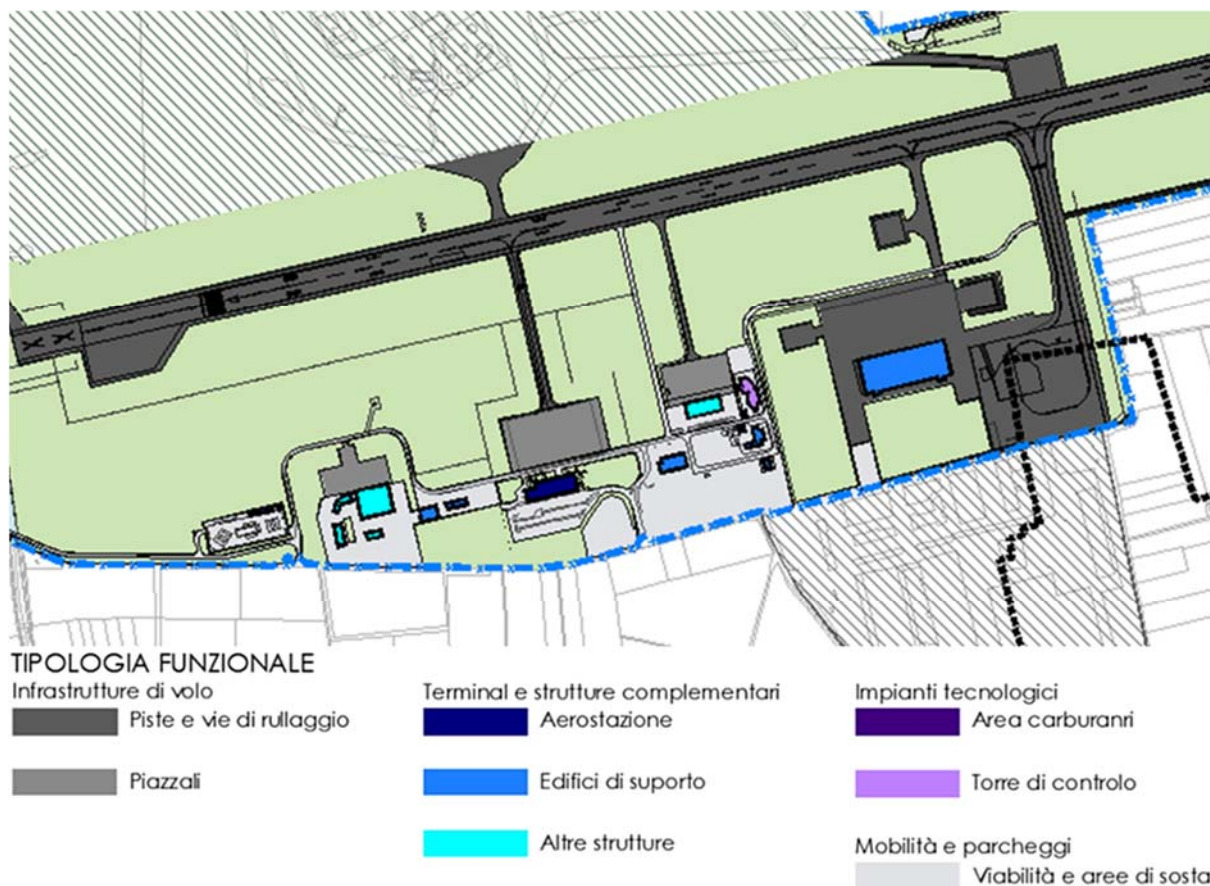 TIPOLOGIA FUNZIONALE
Infrastrutture di volo
Piste e vie di rullaggio
Piazzali
Terminal e strutture complementari
Aerostazione
Edifici di suporto
Altre strutture
Impianti tecnologici
Area carburanri
Torre di controlo
Mobilità e parcheggi
Viabilità e aree di sosta